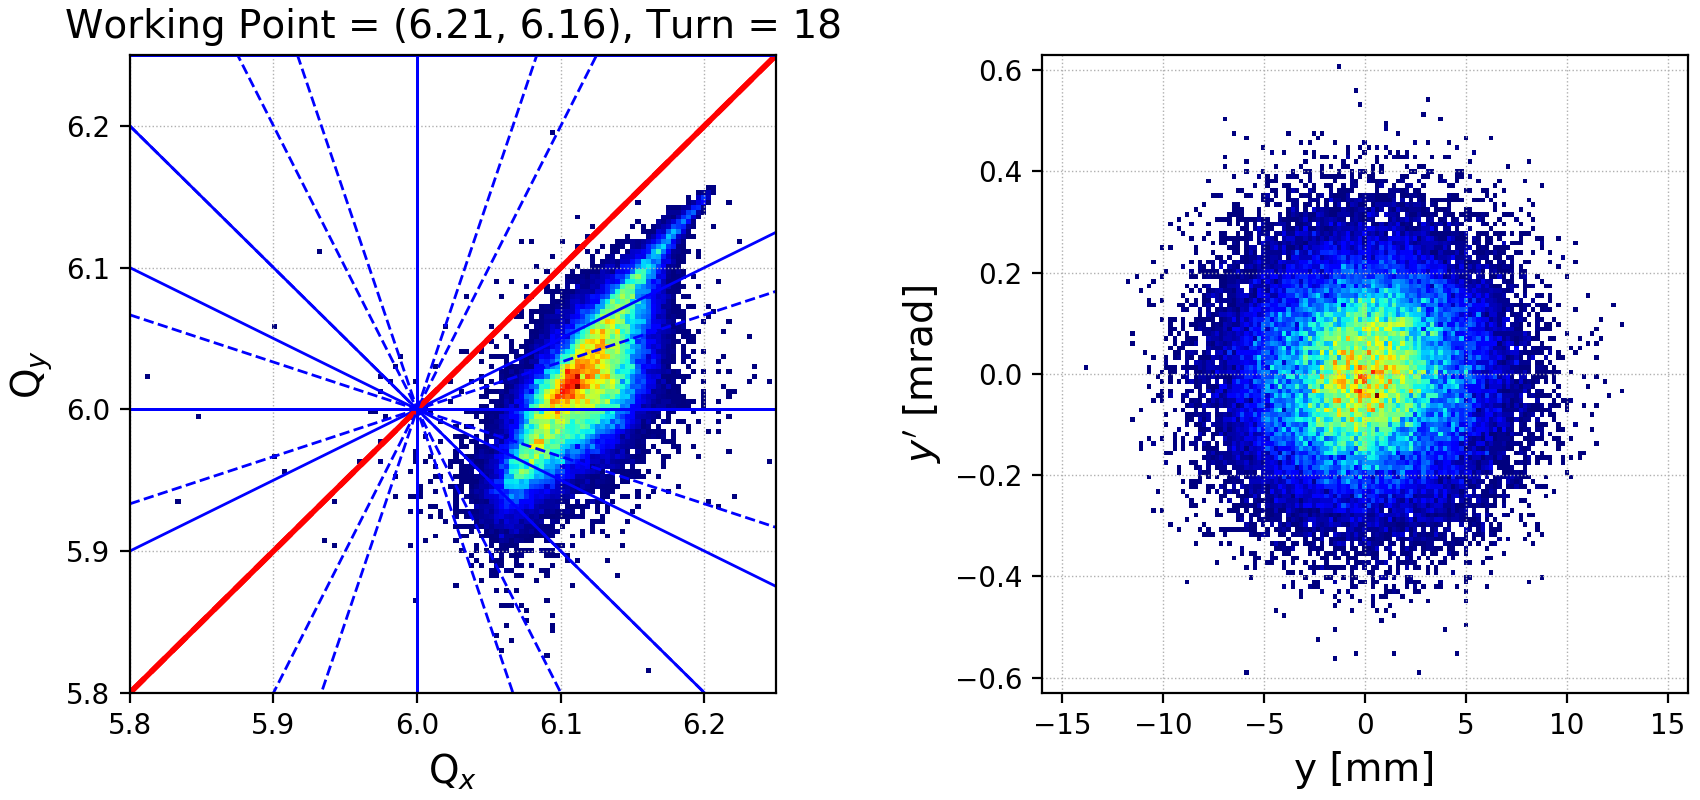 Working Point = (6.21, 6.16), Turn = 18
6.2
6.1
6.0
5.9
5.8
5.8 5.9 6.0 6.1 6.2
Qx
Qy
0.6
0.4
0.2
0.0
−0.2
−0.4
−0.6
−15 −10 −5 0 5 10 15
y [mm]
y′ [mrad]